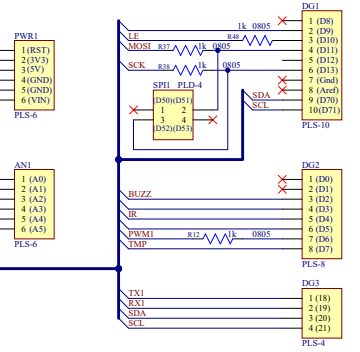 DG1
1 (D8)
1k 0805
2 (D9)
LE
R48
3 (D10)
MOSI
R37
1k 0805
4 (D11)
5 (D12)
SCK
R38
1k 0805
6 (D13)
7 (Gnd)
8 (Aref)
SDA
9 (D70)
SCL
10(D71)
PLS-10
PWR1
1 (RST)
2 (3V3)
3 (5V)
4 (GND)
5 (GND)
6 (VIN)
PLS-6
SPI1 PLD-4
(D50)(D51)
1 2
3 4
(D52)(D53)
AN1
1 (A0)
2 (A1)
3 (A2)
4 (A3)
5 (A4)
6 (A5)
PLS-6
DG2
1 (D0)
2 (D1)
BUZZ
3 (D2)
4 (D3)
IR
5 (D4)
6 (D5)
PWM1
R12
1k 0805
7 (D6)
TMP
8 (D7)
PLS-8
DG3
TX1
1 (18)
RX1
2 (19)
SDA
3 (20)
SCL
4 (21)
PLS-4